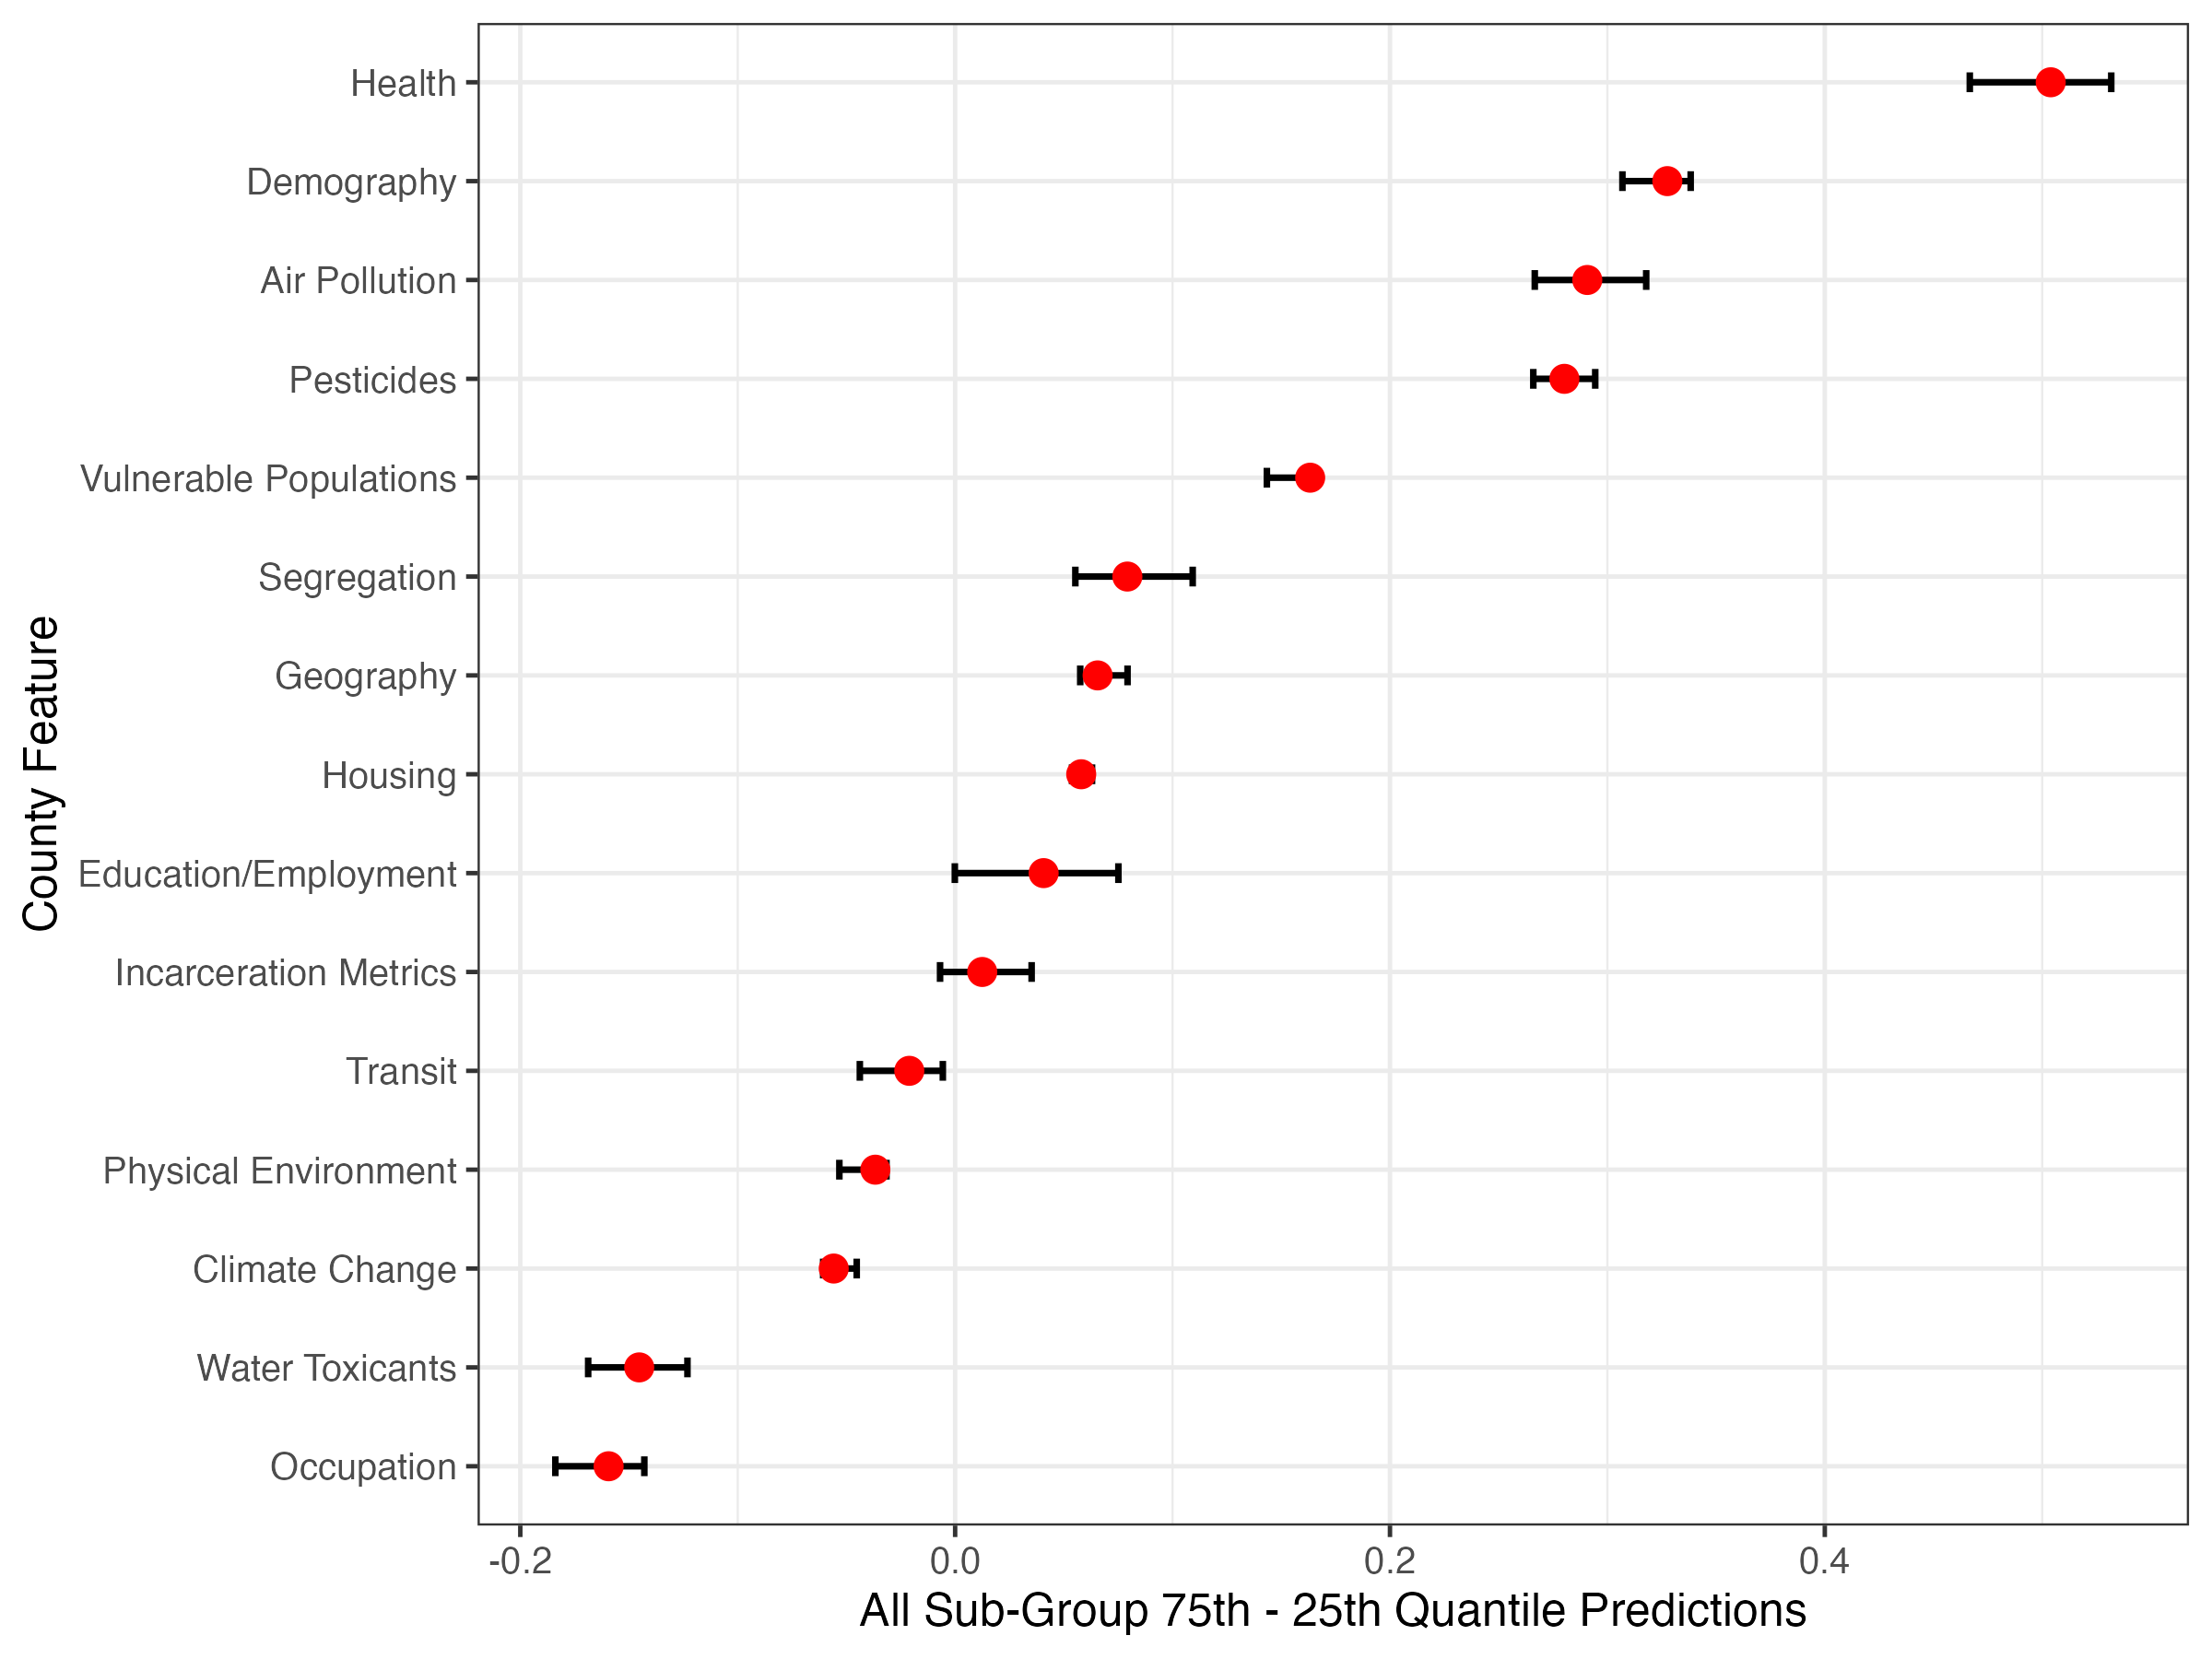 Health
Demography
Air Pollution
Pesticides
Vulnerable Populations
Segregation
Geography
Housing
Education/Employment
Incarceration Metrics
Transit
Physical Environment
Climate Change
Water Toxicants
Occupation
County Feature
-0.2 0.0 0.2 0.4
All Sub-Group 75th - 25th Quantile Predictions